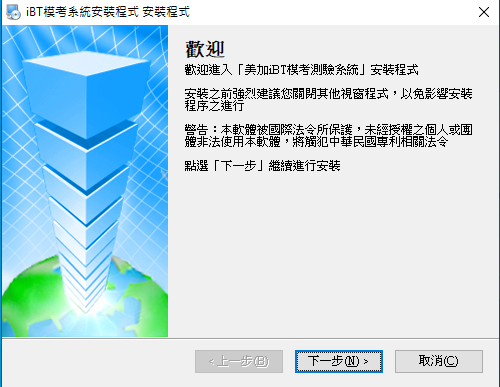 iBT模考系統安裝程式 安裝程式
歡迎
歡迎進入「美加iBT模考測驗系統」安裝程式
安裝之前強烈建議您關閉其他視窗程式，以免影響安裝
程序之進行
警告：本軟體被國際法令所保護，未經授權之個人或團
體非法使用本軟體，將觸犯中華民國專利相關法令
點選「下一步」繼續進行安裝
< 上一步(B)
下一步(N) >
取消(C)